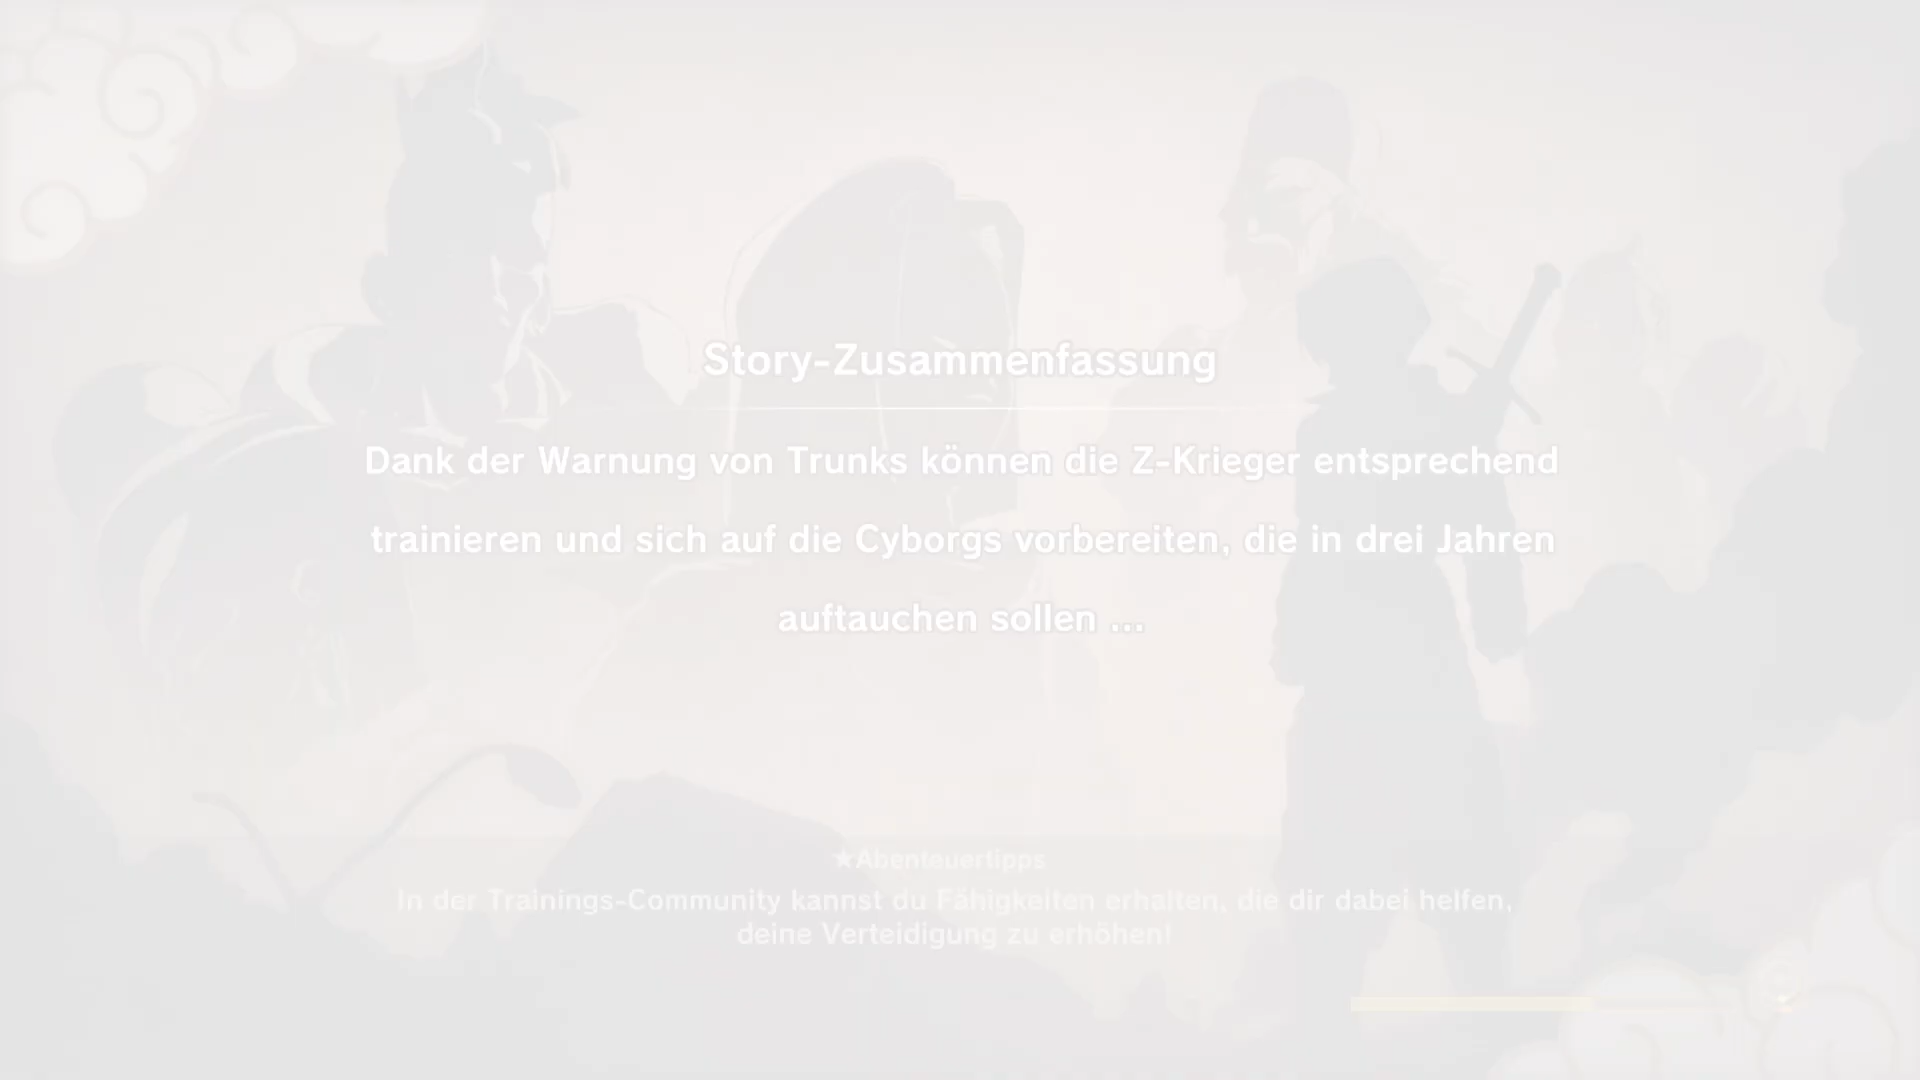 Story-Zusammenfassung
Dank der Warnung von Trunks können die Z-Krieger entsprechend
trainieren und sich auf die Cyborgs vorbereiten, die in drei Jahren
auftauchen sollen ...
★Abenteuertipps
In der Trainings-Community kannst du Fähigkeiten erhalten, die dir dabei helfen,
deine Verteidigung zu erhöhen!